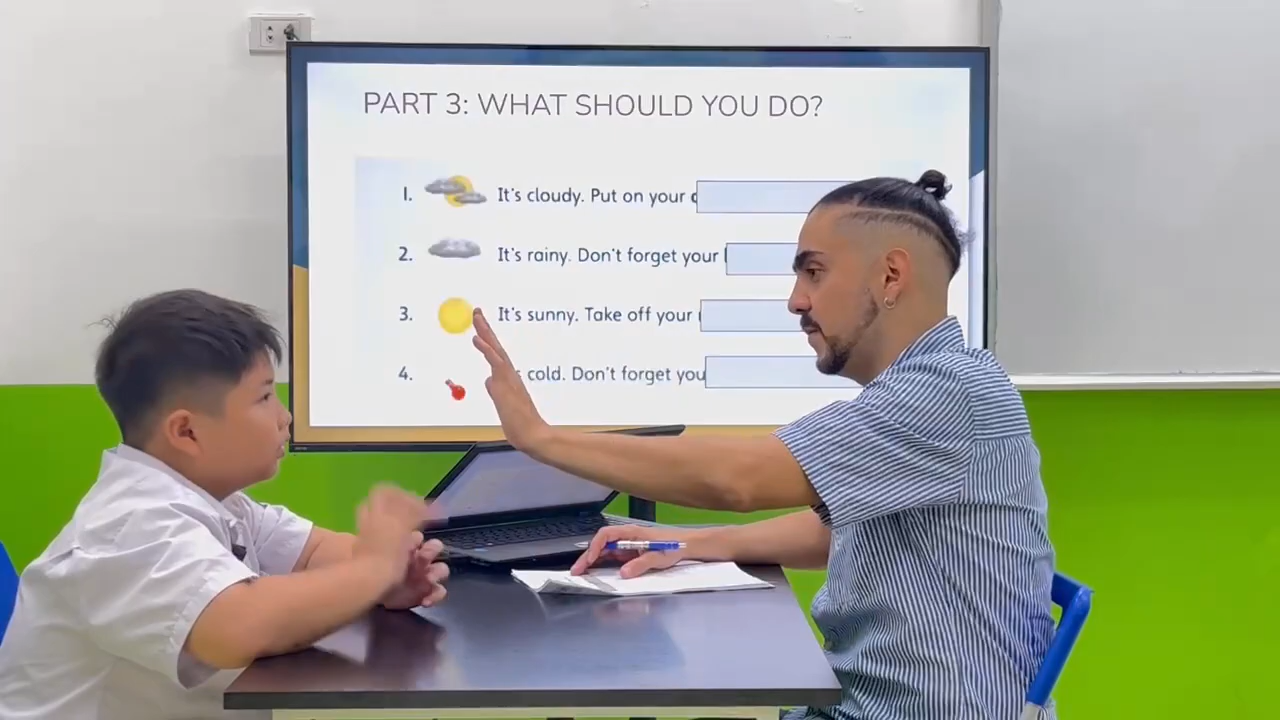 PART 3: WHAT SHOULD YOU DO?
1. It's cloudy. Put on your
2. It's rainy. Don't forget your
3. It's sunny. Take off your
4. cold. Don't forget you